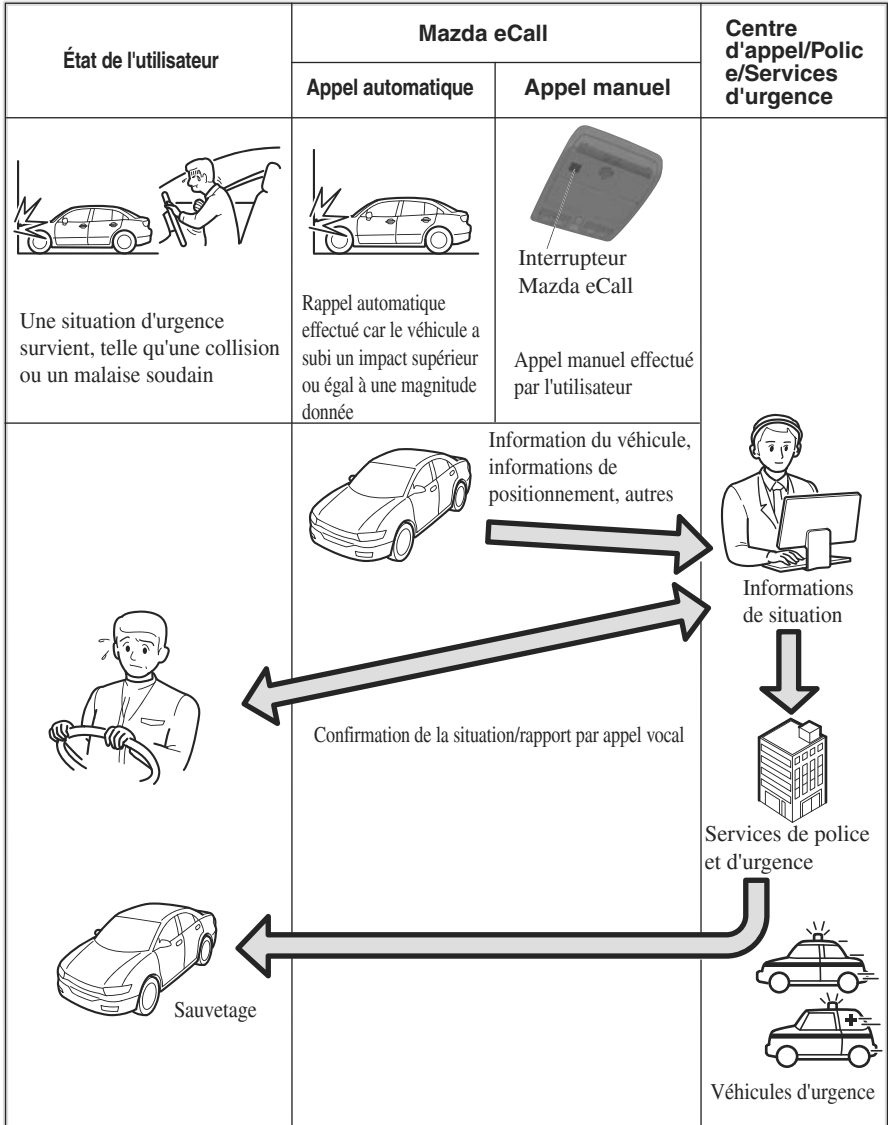 État de l'utilisateur
Mazda eCall
Appel automatique
Appel manuel
Centre
d'appel/Polic
e/Services
d'urgence
Une situation d'urgence
survient, telle qu'une collision
ou un malaise soudain
Rappel automatique
effectué car le véhicule a
subi un impact supérieur
ou égal à une magnitude
donnée
Interrupteur
Mazda eCall
Appel manuel effectué
par l'utilisateur
Information du véhicule,
informations de
positionnement, autres
Informations
de situation
Confirmation de la situation/rapport par appel vocal
Services de police
et d'urgence
Sauvetage
Véhicules d'urgence